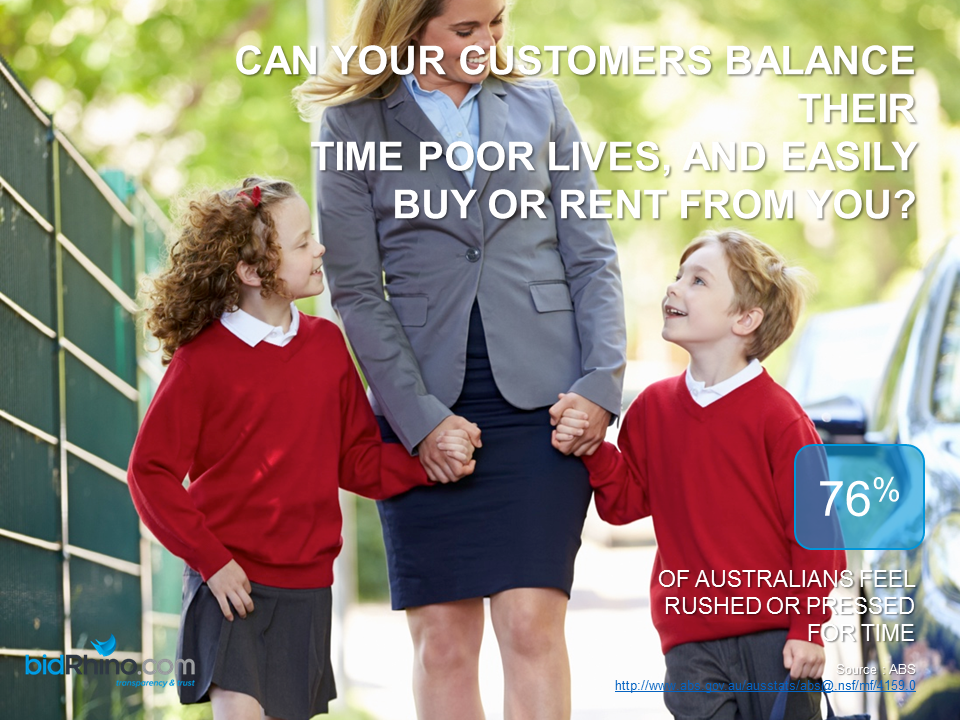 CAN YOUR CUSTOMERS BALANCE
THEIR
TIME POOR LIVES, AND EASILY
BUY OR RENT FROM YOU?
76%
OF AUSTRALIANS FEEL
RUSHED OR PRESSED
FOR TIME
Source : ABS
http://www.abs.gov.au/ausstats/abs@.nsf/mf/4159.0
bidRhino.com
transparency & trust